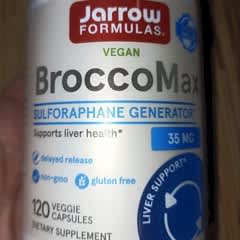 Jarrow
FORMULAS®
VEGAN
BroccoMax
SULFORAPHANE GENERATOR
Supports liver health*
35 MG
delayed release
non-gmo
gluten free
120 VEGGIE
CAPSULES
DIETARY SUPPLEMENT
LIVER SUPPORT